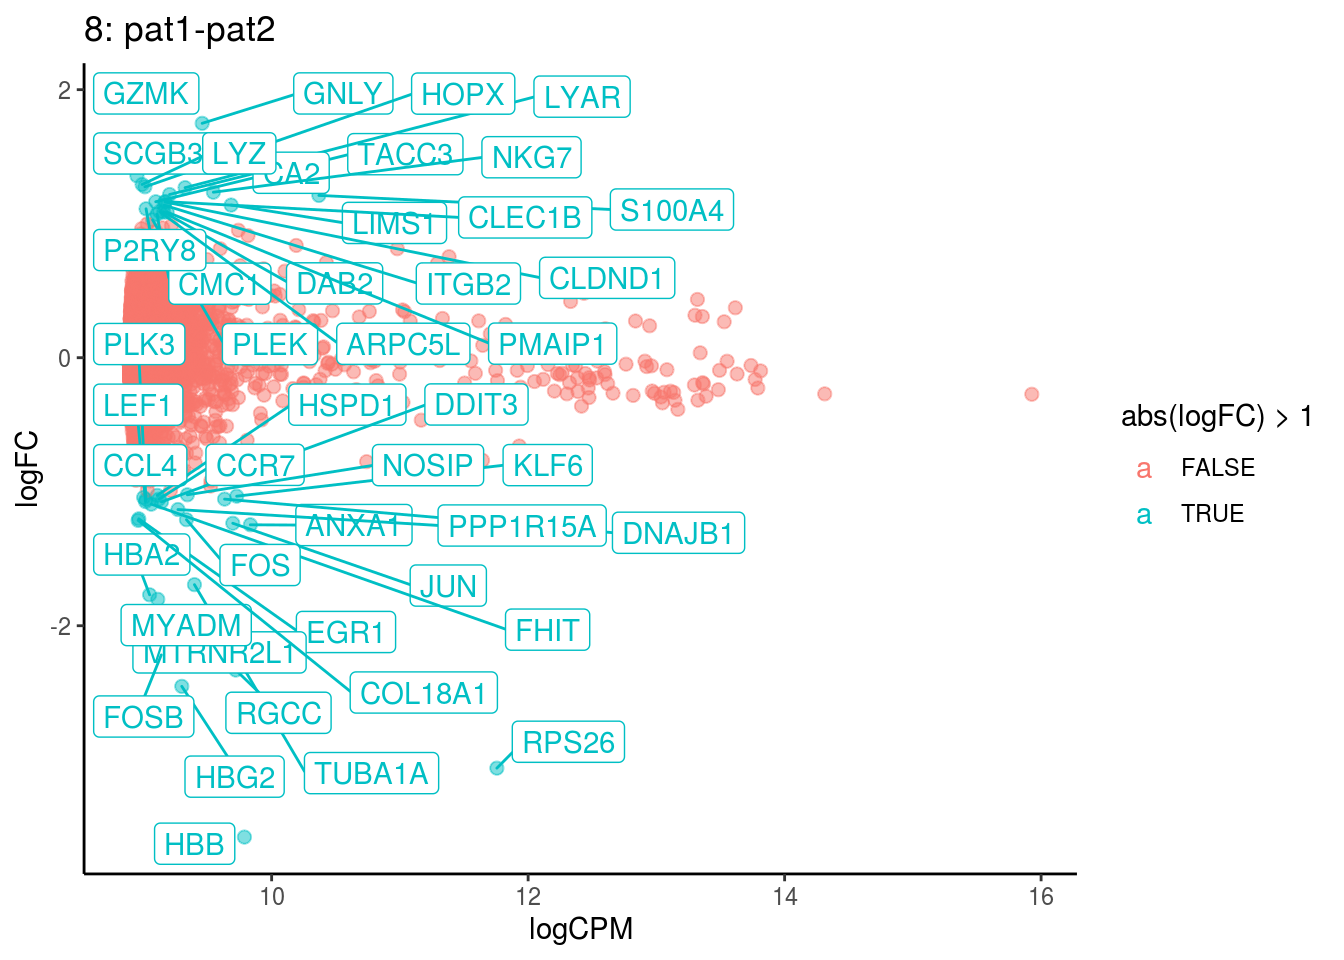 8: pat1-pat2
GZMK
GNLY
HOPX
LYAR
SCGB3
LYZ
CA2
TACC3
NKG7
LIMS1
CLEC1B
S100A4
P2RY8
CMC1
DAB2
ITGB2
CLDND1
PLK3
PLEK
ARPC5L
PMAIP1
LEF1
HSPD1
DDIT3
CCL4
CCR7
NOSIP
KLF6
ANXA1
PPP1R15A
DNAJB1
HBA2
FOS
JUN
MYADM
EGR1
FHIT
MTRNR2L1
COL18A1
FOSB
RGCC
RPS26
HBG2
TUBA1A
HBB
2
0
-2
logFC
10
12
14
16
logCPM
abs(logFC) > 1
a FALSE
a TRUE